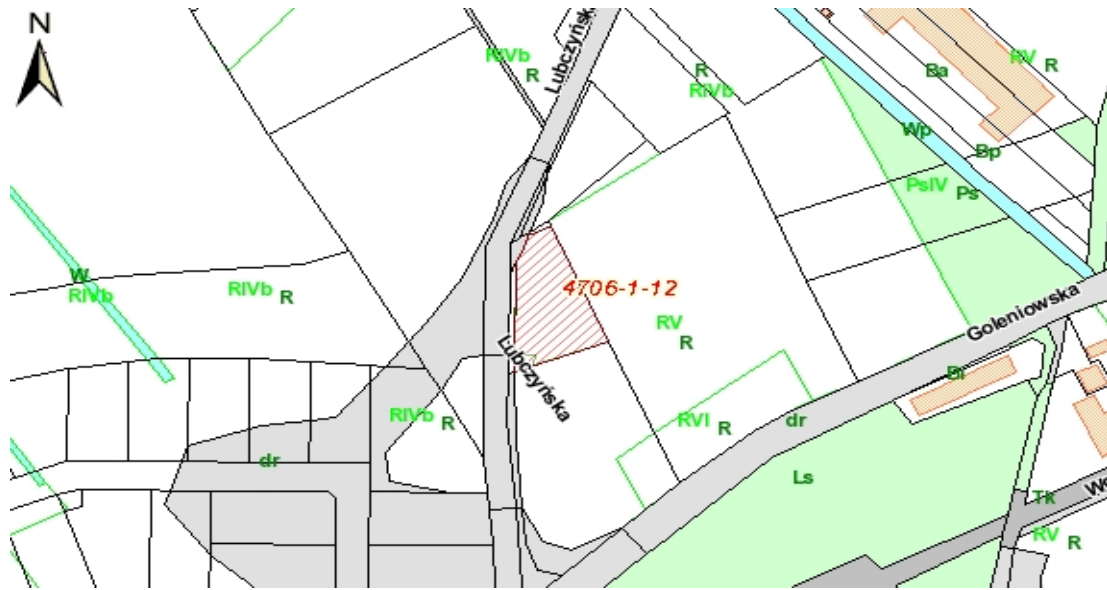 N
Lubczyńska
RIVb
R
R
RIVb
Ba
RV
R
Wp
Bp
PsIV
Ps
W
RIVb
RIVb
R
4706-1-12
RV
R
Goleniowska
Lubczyńska
Bi
RIVb
R
RVI
R
dr
dr
Ls
Tk
RV
R